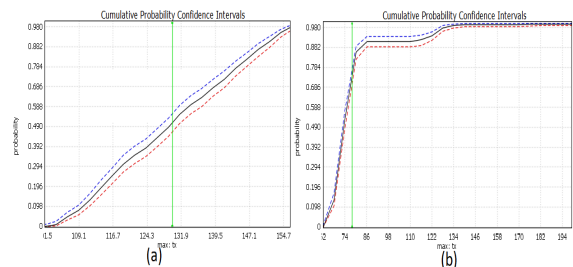 Cumulative Probability Confidence Intervals
0.980
0.882
0.784
0.686
0.588
0.490
0.392
0.294
0.196
0.098
0
probability
01.5 109.1 116.7 124.3 131.9 139.5 147.1 154.7
max: tx
(a)
Cumulative Probability Confidence Intervals
0.980
0.882
0.784
0.686
0.588
0.490
0.392
0.294
0.196
0.098
0
probability
62 74 86 98 110 122 134 146 158 170 182 194
max: tx
(b)